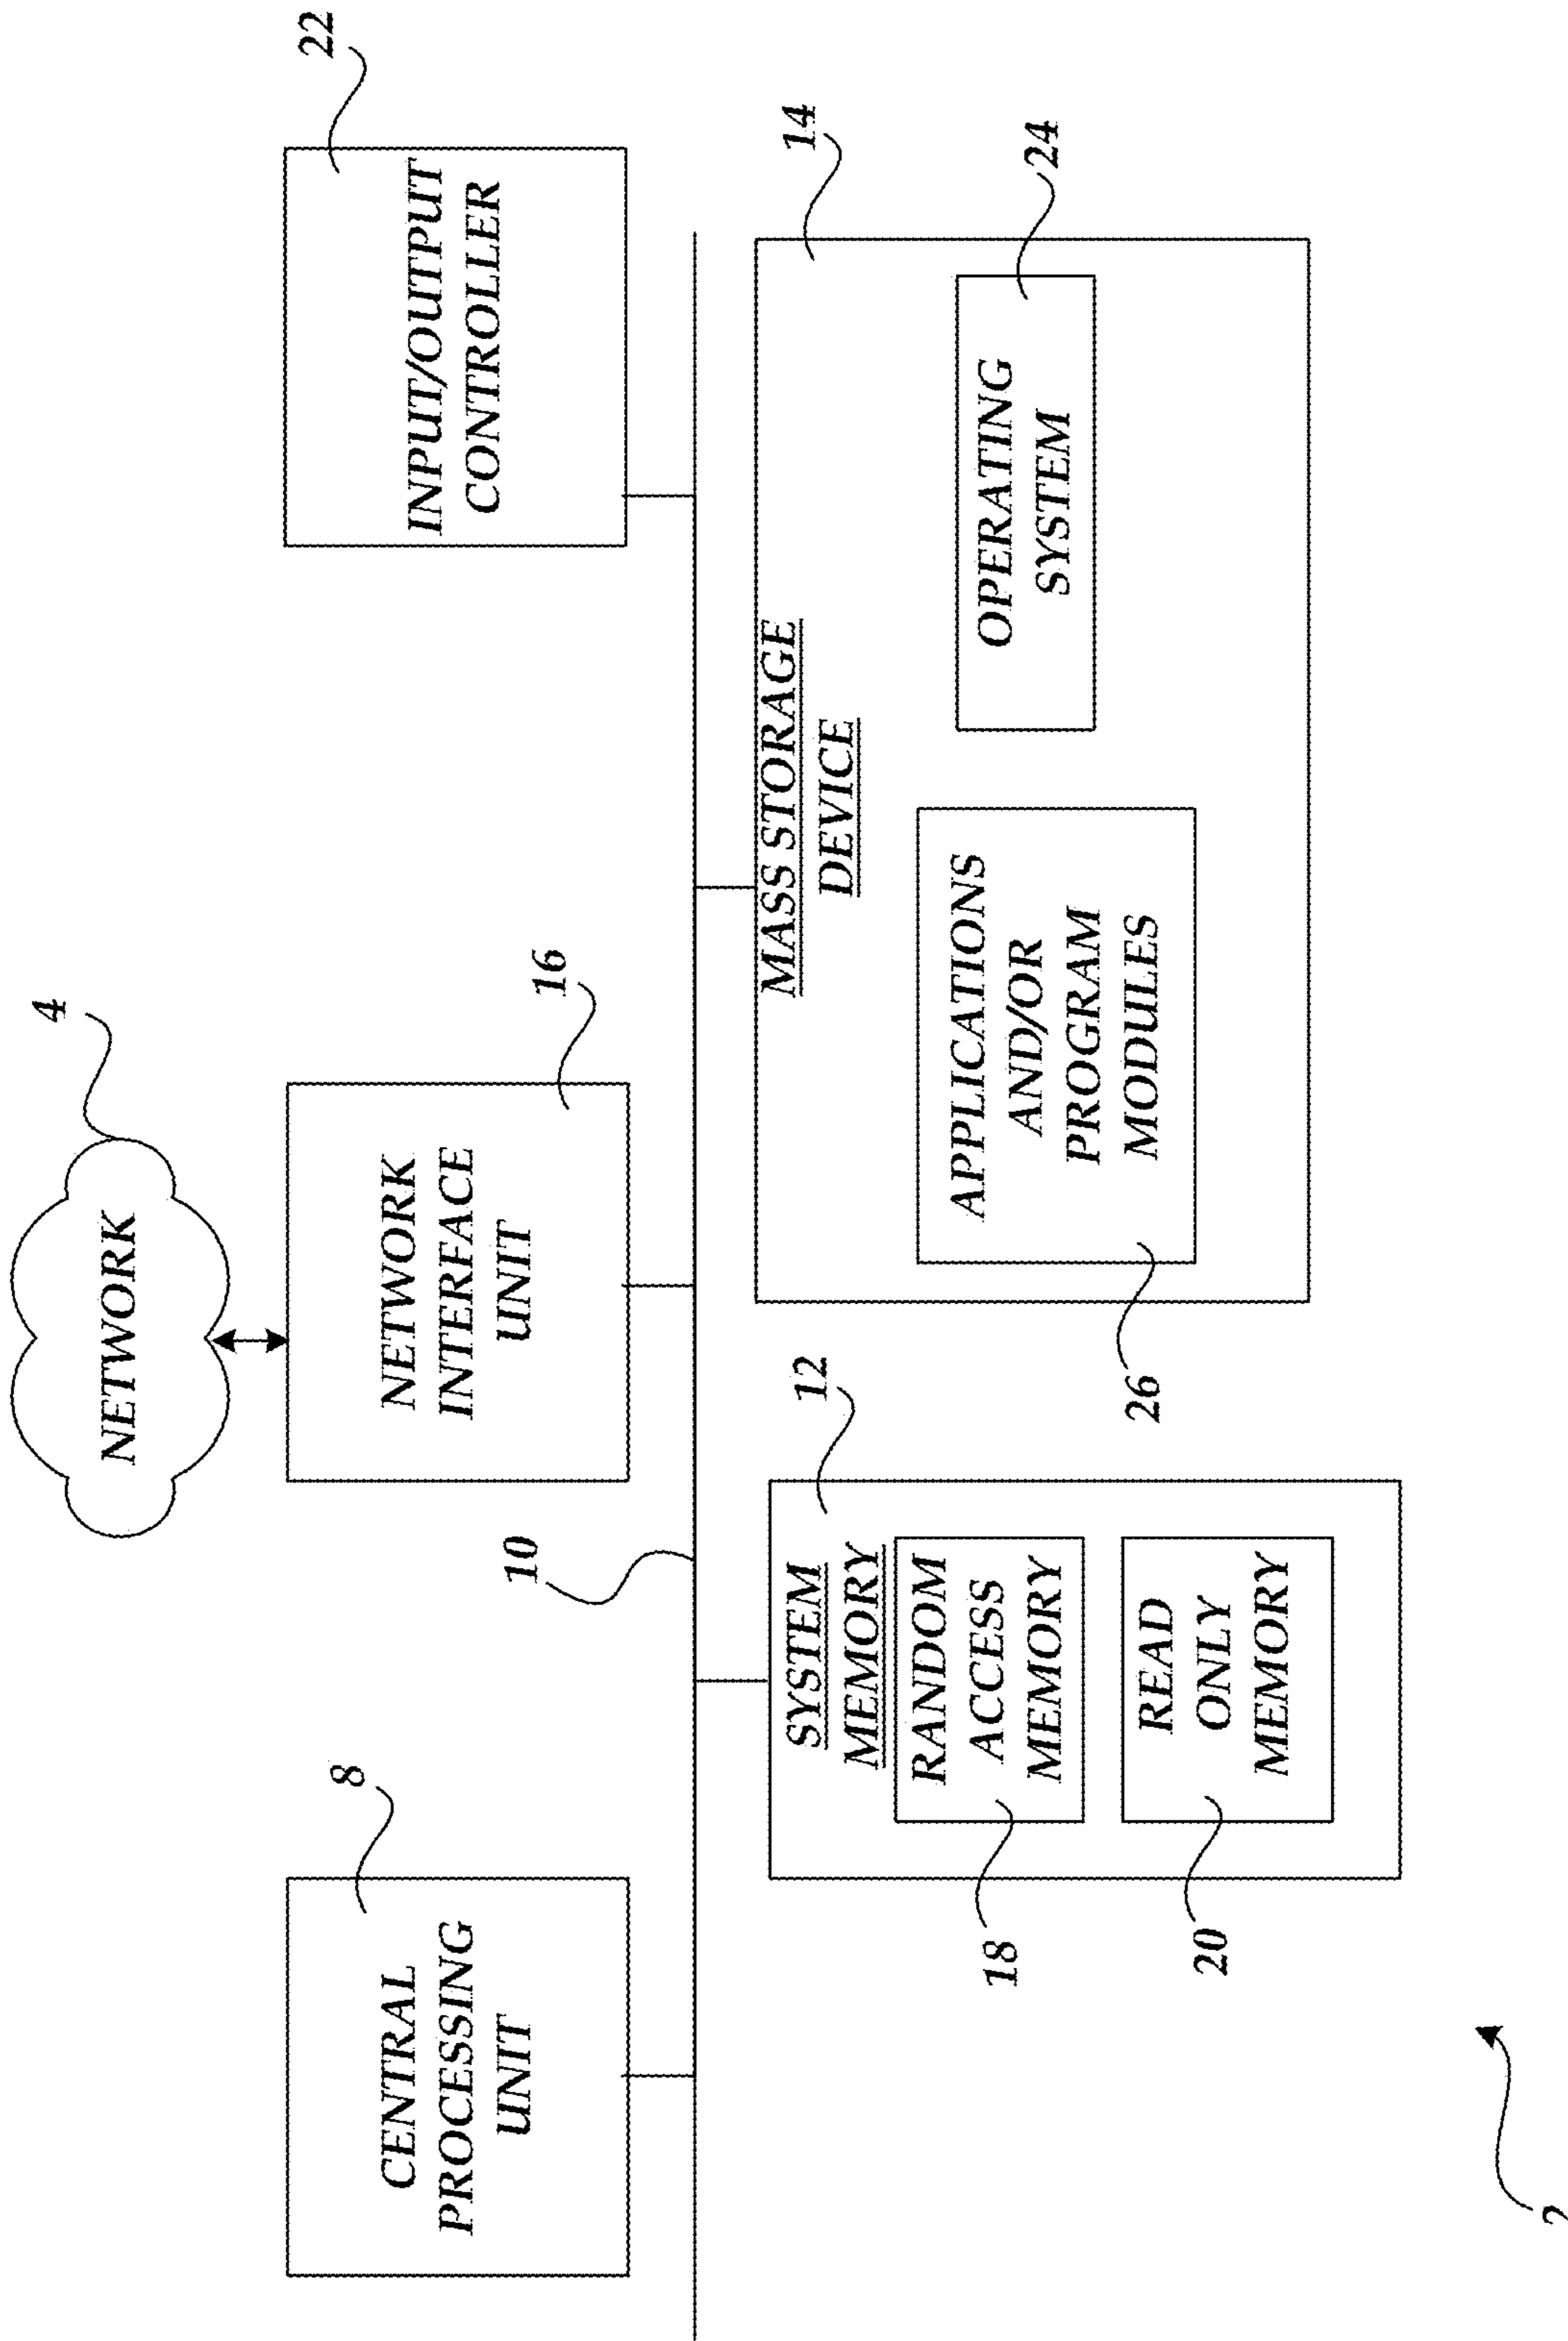 NETWORK
4
CENTRAL
PROCESSING
UNIT
8
NETWORK
INTERFACE
UNIT
16
INPUT/OUTPUT
CONTROLLER
22
10
SYSTEM
MEMORY
12
RANDOM
ACCESS
MEMORY
18
READ
ONLY
MEMORY
20
MASS STORAGE
DEVICE
14
APPLICATIONS
AND/OR
PROGRAM
MODULES
26
OPERATING
SYSTEM
24
2